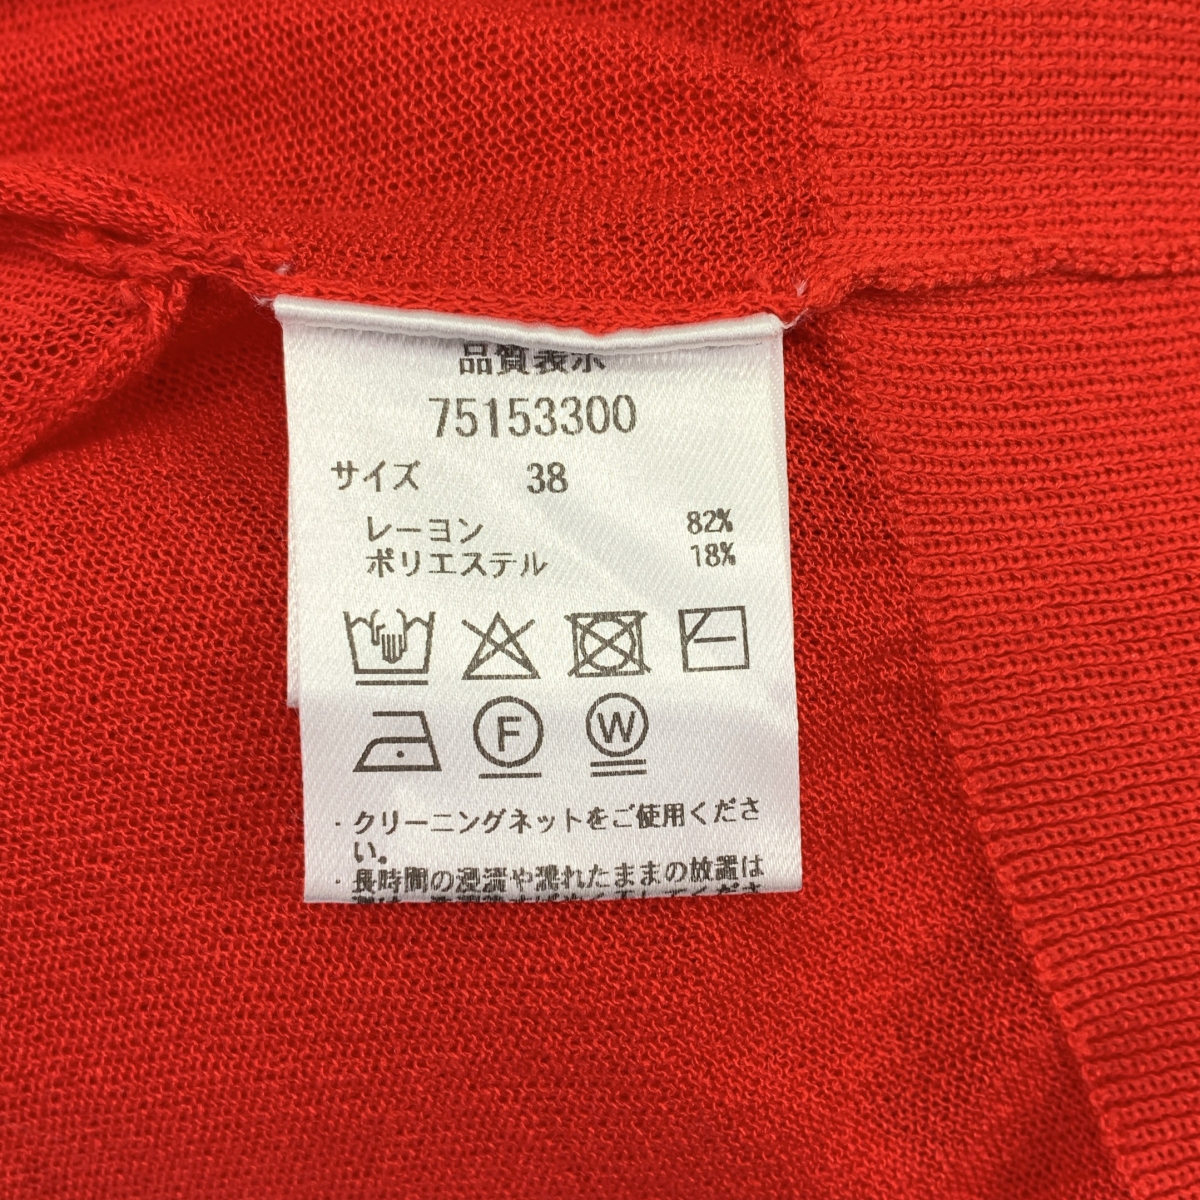 品質表示
75153300
サイズ 38
レーヨン 82%
ポリエステル 18%
F W
・クリーニングネットをご使用くださ
い。
・長時間の浸漬や濡れたままの放置は